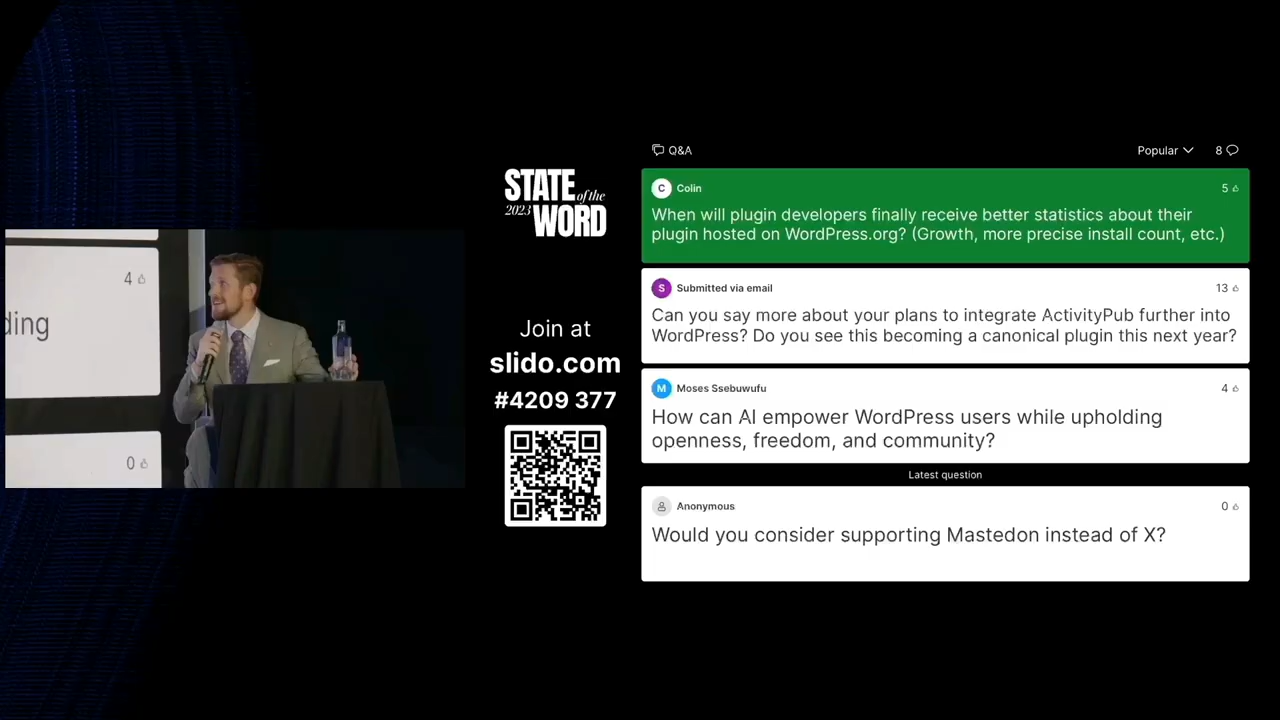 4
ding
0
STATE of the
2023 WORD
Join at
slido.com
#4209 377
Q&A
Popular
8
C Colin
5
When will plugin developers finally receive better statistics about their
plugin hosted on WordPress.org? (Growth, more precise install count, etc.)
S Submitted via email
13
Can you say more about your plans to integrate ActivityPub further into
WordPress? Do you see this becoming a canonical plugin this next year?
M Moses Ssebuwufu
4
How can AI empower WordPress users while upholding
openness, freedom, and community?
Latest question
Anonymous
0
Would you consider supporting Mastedon instead of X?